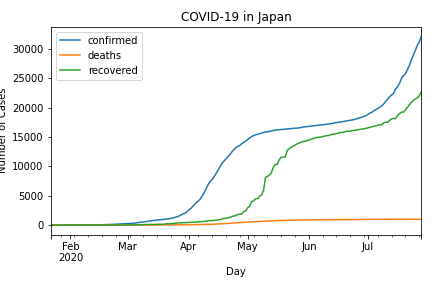 COVID-19 in Japan
confirmed
deaths
recovered
30000
25000
20000
15000
10000
5000
0
Number of Cases
Feb
2020
Mar
Apr
May
Jun
Jul
Day